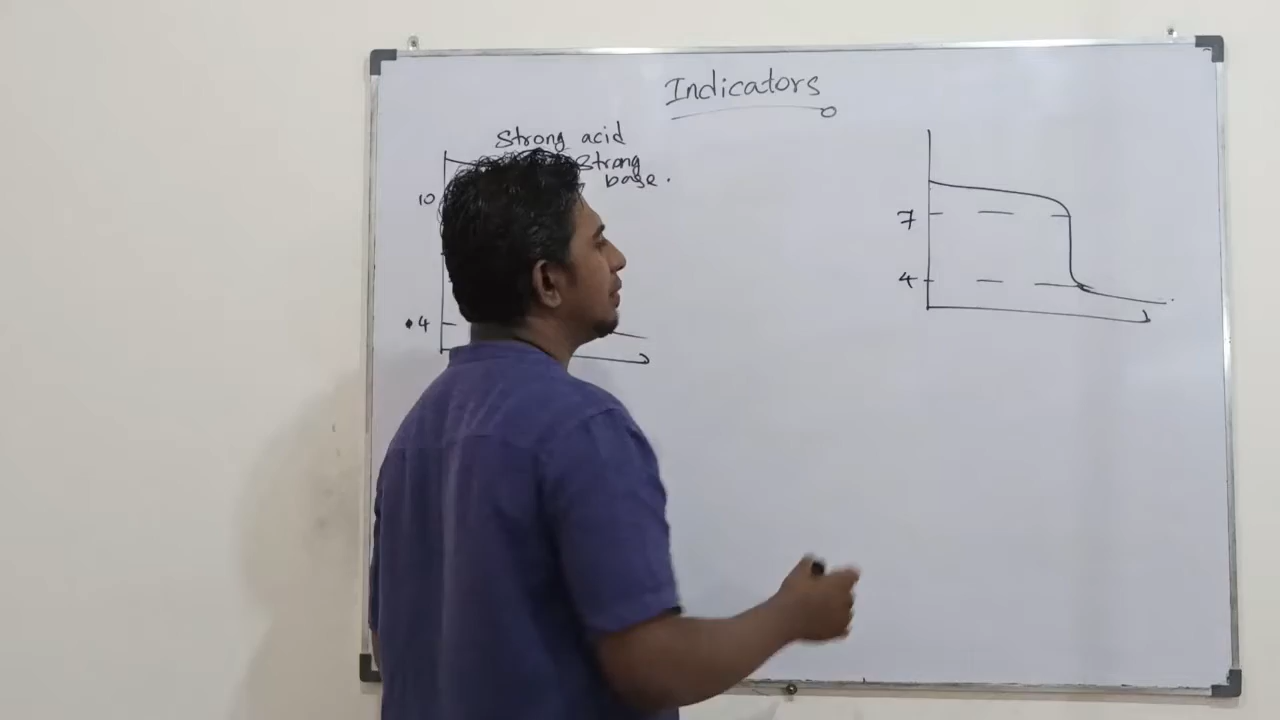 Indicators
Strong acid
Strong
base.
10
4
7
4